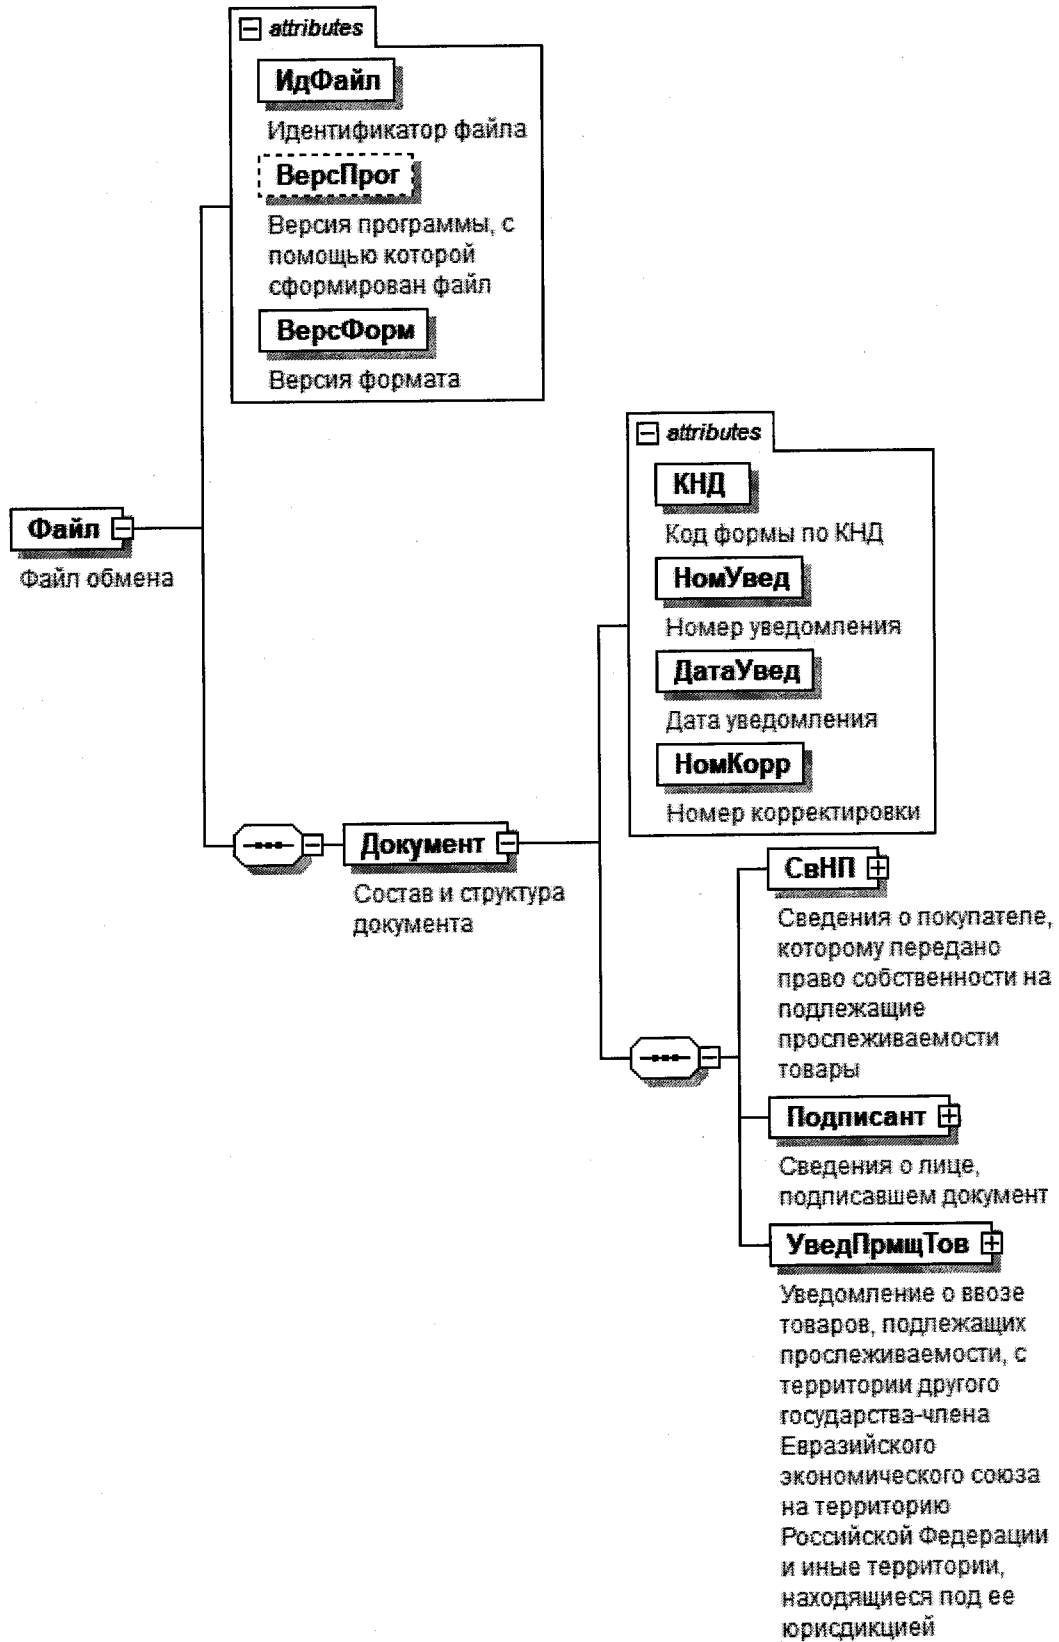 attributes
ИдФайл
Идентификатор файла
ВерсПрог
Версия программы, с
помощью которой
сформирован файл
ВерсФорм
Версия формата
Файл
Файл обмена
attributes
КНД
Код формы по КНД
НомУвед
Номер уведомления
ДатаУвед
Дата уведомления
НомКорр
Номер корректировки
Документ
Состав и структура
документа
СвНП
Сведения о покупателе,
которому передано
право собственности на
подлежащие
прослеживаемости
товары
Подписант
Сведения о лице,
подписавшем документ
УведПрмщТов
Уведомление о ввозе
товаров, подлежащих
прослеживаемости, с
территории другого
государства-члена
Евразийского
экономического союза
на территорию
Российской Федерации
и иные территории,
находящиеся под ее
юрисдикцией